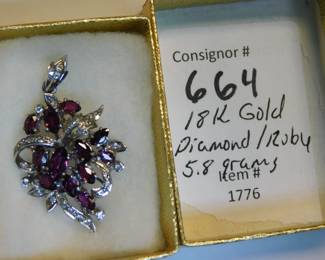 Consignor #
664
18K Gold
Diamond/Ruby
5.8 grams
Item #
1776